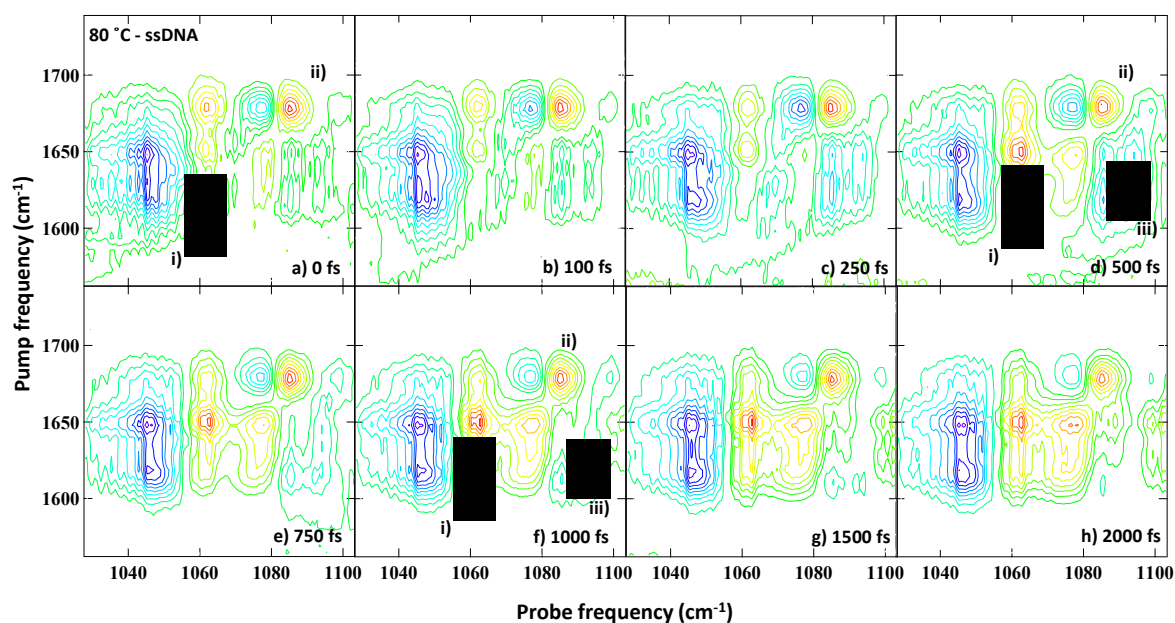 80 ˚C - ssDNA
ii)
ii)
1700
1650
1600
i)
i)
iii)
a) 0 fs
b) 100 fs
c) 250 fs
d) 500 fs
Pump frequency (cm-1)
ii)
1700
1650
1600
i)
iii)
e) 750 fs
f) 1000 fs
g) 1500 fs
h) 2000 fs
1040 1060 1080 1100 1040 1060 1080 1100 1040 1060 1080 1100 1040 1060 1080 1100
Probe frequency (cm-1)